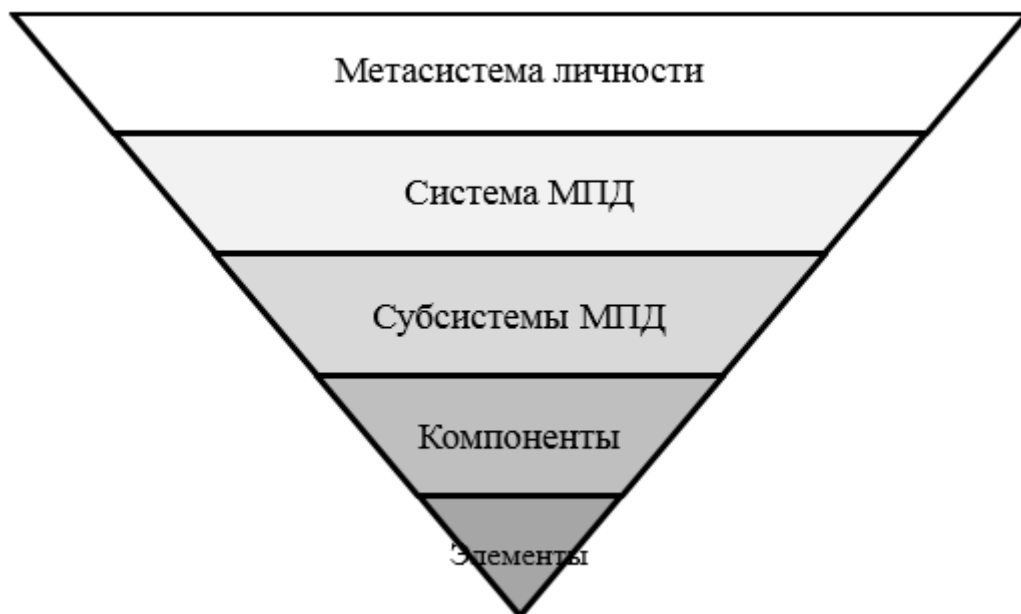 Метасистема личности
Система МПД
Субсистемы МПД
Компоненты
Элементы